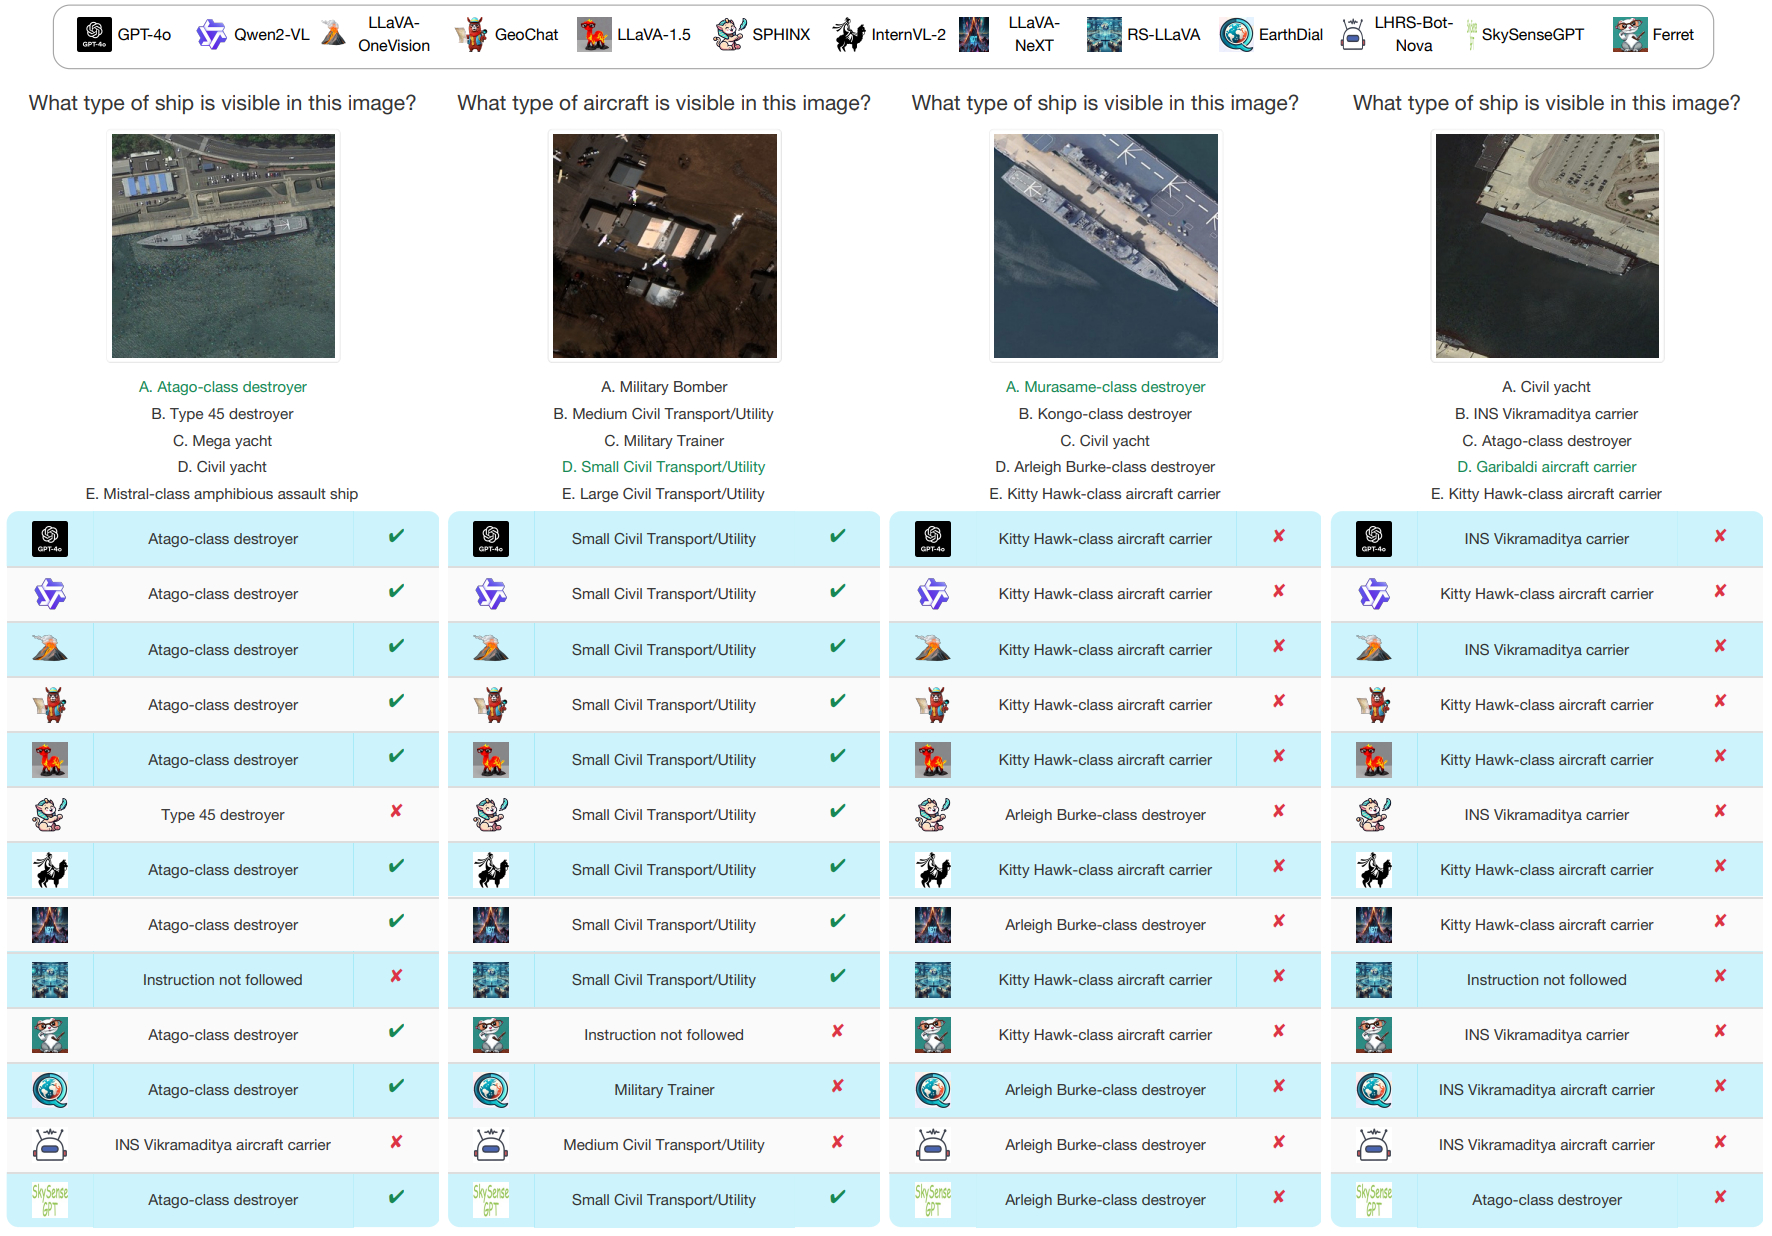 GPT-4o
GPT-4o
Qwen2-VL
LLaVA-
OneVision
GeoChat
LLaVA-1.5
SPHINX
InternVL-2
LLaVA-
NeXT
RS-LLaVA
EarthDial
LHRS-Bot-
Nova
SkySenseGPT
Ferret
What type of ship is visible in this image?
A. Atago-class destroyer
B. Type 45 destroyer
C. Mega yacht
D. Civil yacht
E. Mistral-class amphibious assault ship
GPT-4o
Atago-class destroyer ✔
Atago-class destroyer ✔
Atago-class destroyer ✔
Atago-class destroyer ✔
Atago-class destroyer ✔
Type 45 destroyer ✘
Atago-class destroyer ✔
Atago-class destroyer ✔
Instruction not followed ✘
Atago-class destroyer ✔
Atago-class destroyer ✔
INS Vikramaditya aircraft carrier ✘
SkySense
GPT
Atago-class destroyer ✔
What type of aircraft is visible in this image?
A. Military Bomber
B. Medium Civil Transport/Utility
C. Military Trainer
D. Small Civil Transport/Utility
E. Large Civil Transport/Utility
GPT-4o
Small Civil Transport/Utility ✔
Small Civil Transport/Utility ✔
Small Civil Transport/Utility ✔
Small Civil Transport/Utility ✔
Small Civil Transport/Utility ✔
Small Civil Transport/Utility ✔
Small Civil Transport/Utility ✔
Small Civil Transport/Utility ✔
Small Civil Transport/Utility ✔
Instruction not followed ✘
Military Trainer ✘
Medium Civil Transport/Utility ✘
SkySense
GPT
Small Civil Transport/Utility ✔
What type of ship is visible in this image?
A. Murasame-class destroyer
B. Kongo-class destroyer
C. Civil yacht
D. Arleigh Burke-class destroyer
E. Kitty Hawk-class aircraft carrier
GPT-4o
Kitty Hawk-class aircraft carrier ✘
Kitty Hawk-class aircraft carrier ✘
Kitty Hawk-class aircraft carrier ✘
Kitty Hawk-class aircraft carrier ✘
Kitty Hawk-class aircraft carrier ✘
Arleigh Burke-class destroyer ✘
Kitty Hawk-class aircraft carrier ✘
Arleigh Burke-class destroyer ✘
Kitty Hawk-class aircraft carrier ✘
Kitty Hawk-class aircraft carrier ✘
Arleigh Burke-class destroyer ✘
Arleigh Burke-class destroyer ✘
SkySense
GPT
Arleigh Burke-class destroyer ✘
What type of ship is visible in this image?
A. Civil yacht
B. INS Vikramaditya carrier
C. Atago-class destroyer
D. Garibaldi aircraft carrier
E. Kitty Hawk-class aircraft carrier
GPT-4o
INS Vikramaditya carrier ✘
Kitty Hawk-class aircraft carrier ✘
INS Vikramaditya carrier ✘
Kitty Hawk-class aircraft carrier ✘
Kitty Hawk-class aircraft carrier ✘
INS Vikramaditya carrier ✘
Kitty Hawk-class aircraft carrier ✘
Kitty Hawk-class aircraft carrier ✘
Instruction not followed ✘
INS Vikramaditya carrier ✘
INS Vikramaditya aircraft carrier ✘
INS Vikramaditya aircraft carrier ✘
SkySense
GPT
Atago-class destroyer ✘